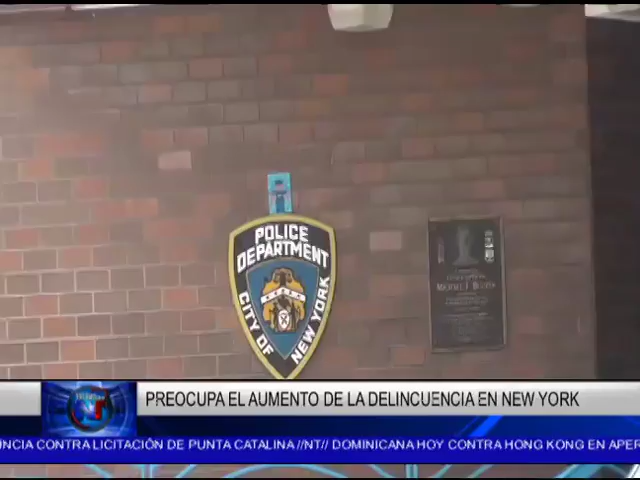 POLICE
DEPARTMENT
CITY OF
NEW YORK
PREOCUPA EL AUMENTO DE LA DELINCUENCIA EN NEW YORK
NCIA CONTRA LICITACIÓN DE PUNTA CATALINA //NT// DOMINICANA HOY CONTRA HONG KONG EN APER